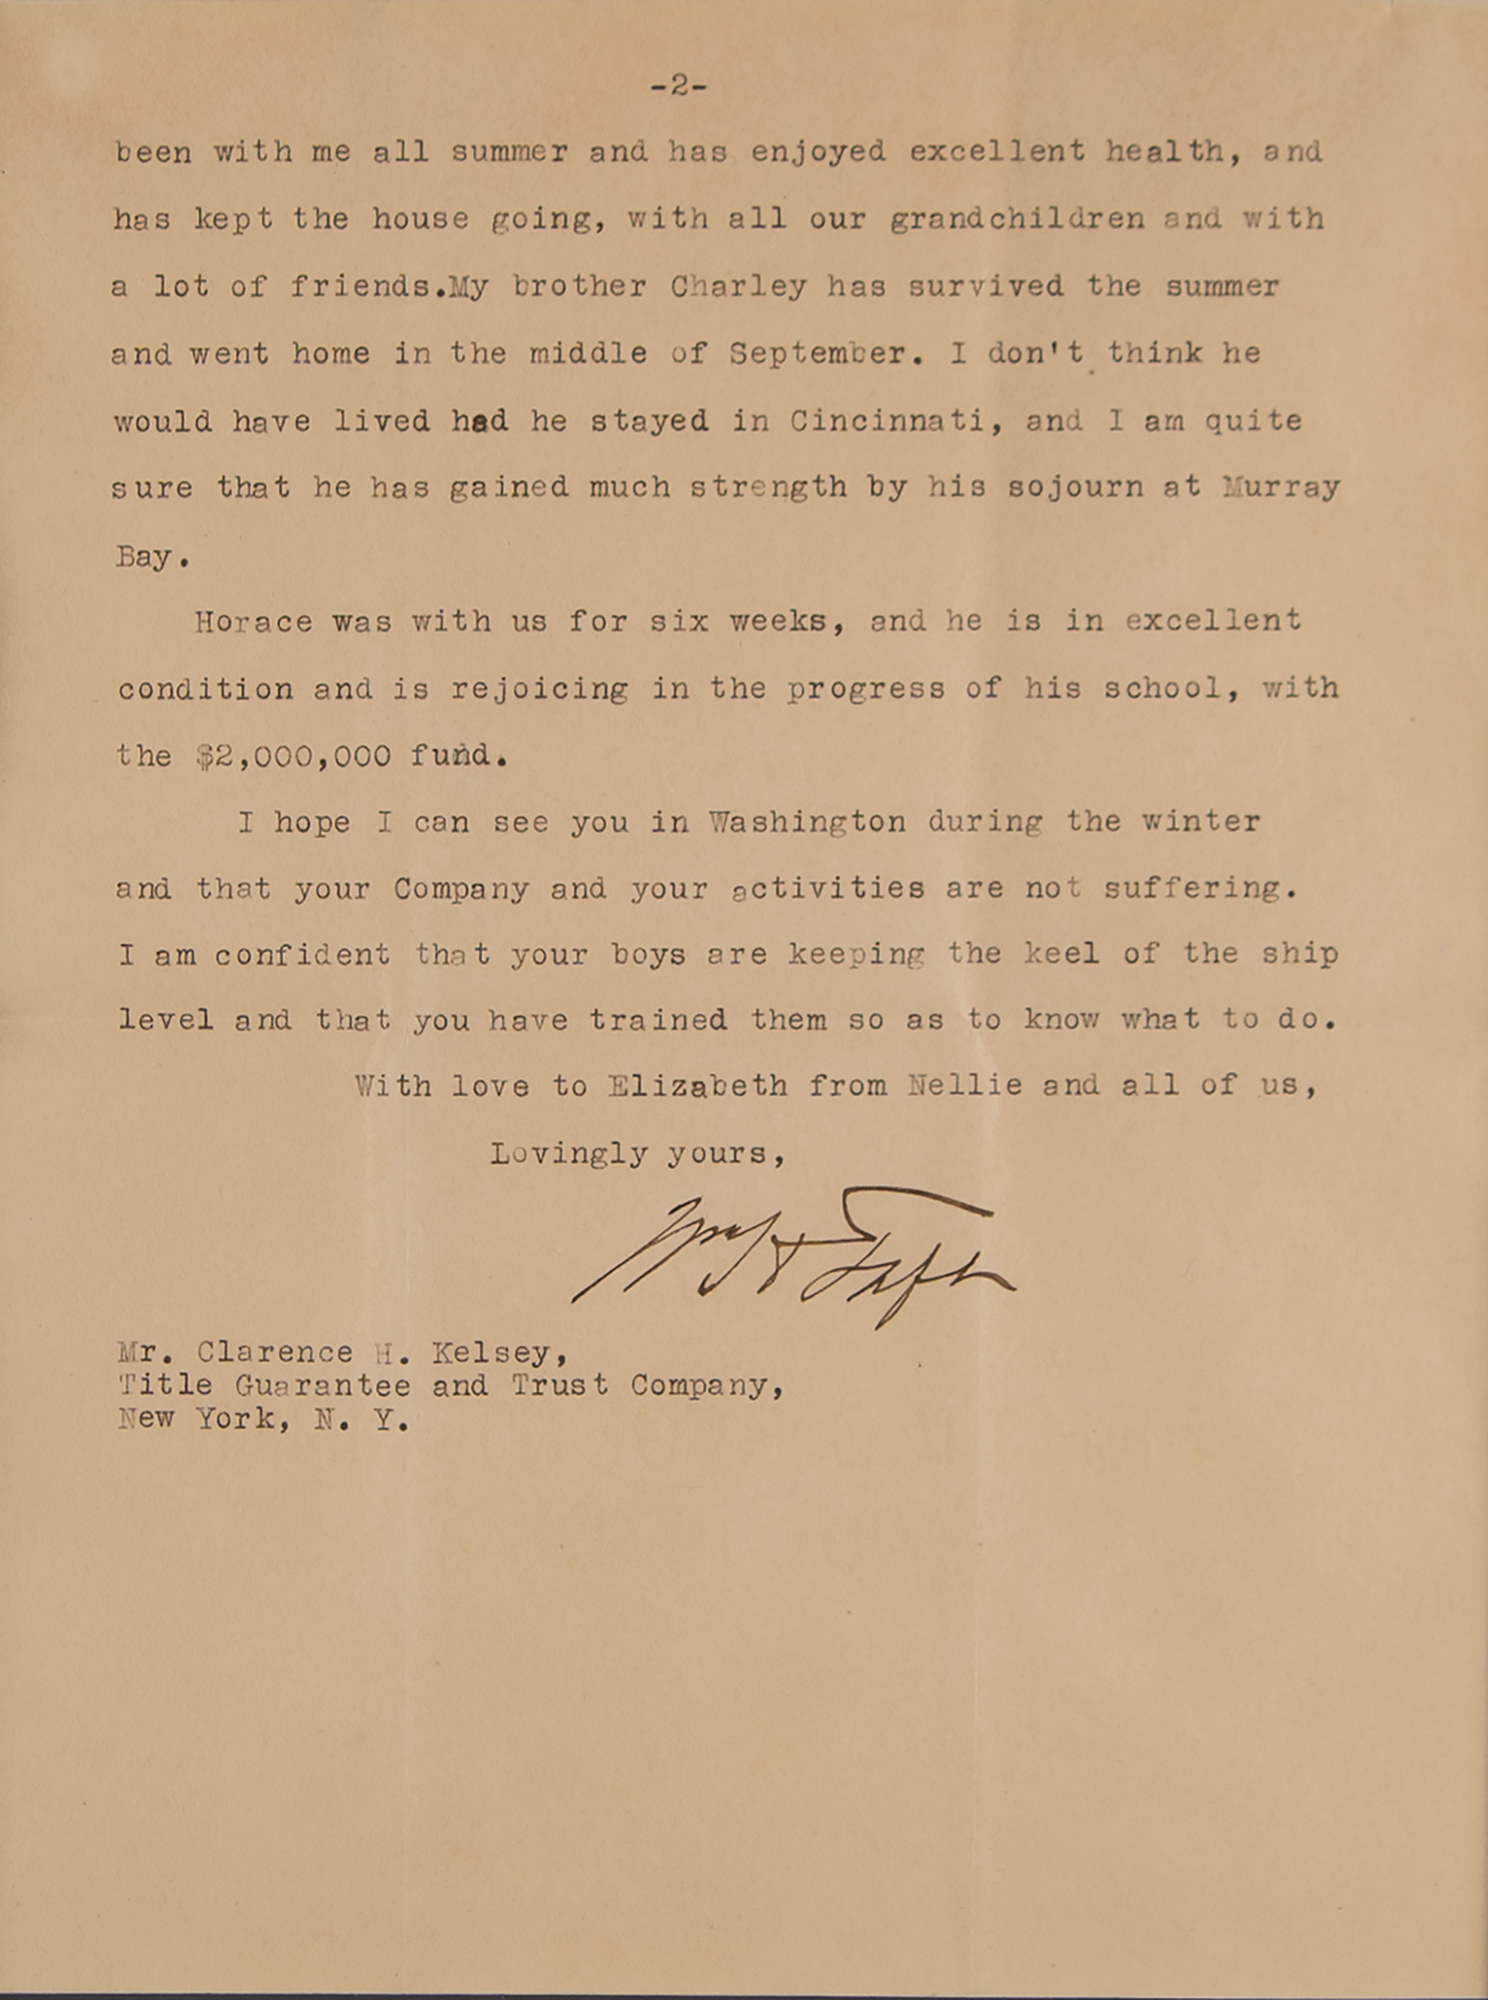 -2-
been with me all summer and has enjoyed excellent health, and
has kept the house going, with all our grandchildren and with
a lot of friends.My brother Charley has survived the summer
and went home in the middle of September. I don't think he
would have lived had he stayed in Cincinnati, and I am quite
sure that he has gained much strength by his sojourn at Murray
Bay.
Horace was with us for six weeks, and he is in excellent
condition and is rejoicing in the progress of his school, with
the $2,000,000 fund.
I hope I can see you in Washington during the winter
and that your Company and your activities are not suffering.
I am confident that your boys are keeping the keel of the ship
level and that you have trained them so as to know what to do.
With love to Elizabeth from Nellie and all of us,
Lovingly yours,
Wm H Taft
Mr. Clarence H. Kelsey,
Title Guarantee and Trust Company,
New York, N. Y.